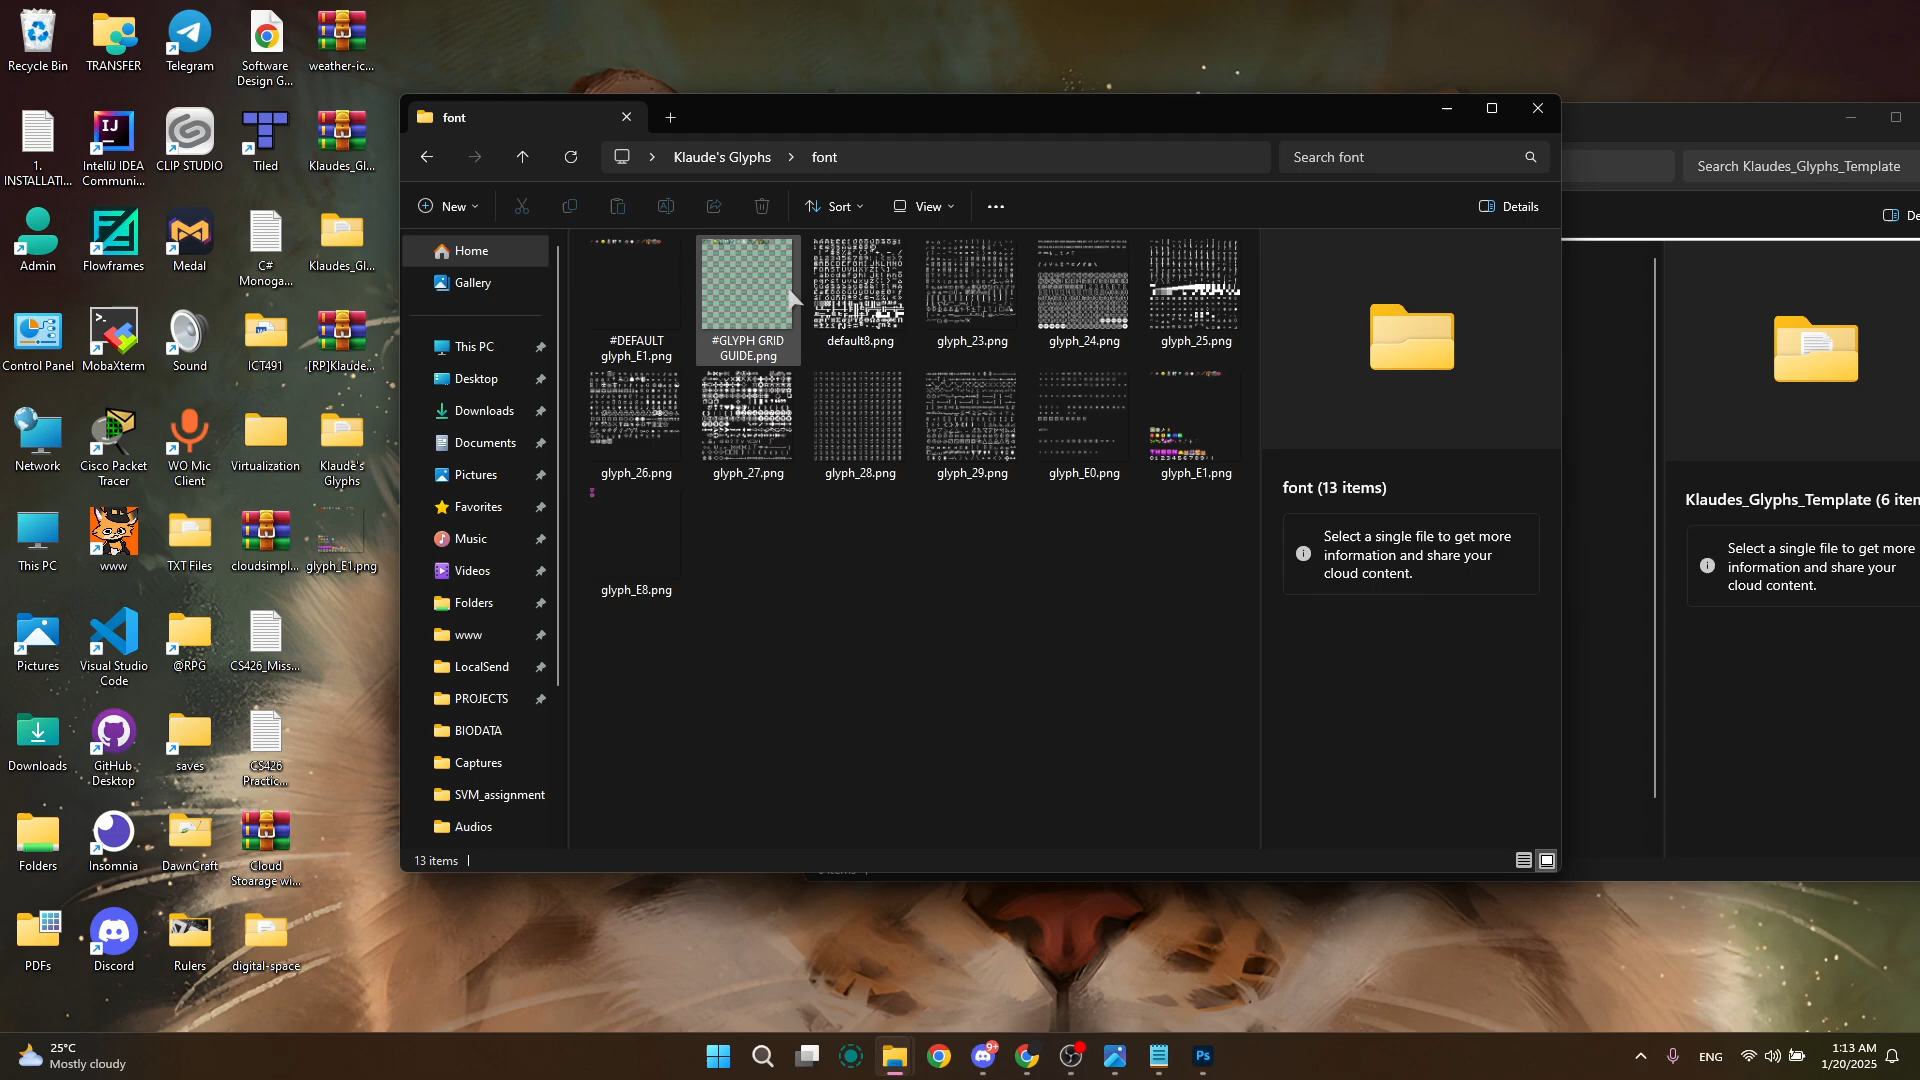 Recycle Bin
TRANSFER
Telegram
Software
Design G...
weather-ic...
1.
INSTALLATI...
IntelliJ IDEA
Communi...
CLIP STUDIO
Tiled
Klaudes_Gl...
Admin
Flowframes
Medal
C#
Monoga...
Klaudes_Gl...
Control Panel
MobaXterm
Sound
ICT491
[RP]Klaude...
Network
Cisco Packet
Tracer
WO Mic
Client
Virtualization
Klaude's
Glyphs
This PC
www
TXT Files
cloudsimpl...
glyph_E1.png
Pictures
Visual Studio
Code
@RPG
CS426_Miss...
Downloads
GitHub
Desktop
saves
CS426
Practic...
Folders
Insomnia
DawnCraft
Cloud
Stoarage wi...
PDFs
Discord
Rulers
digital-space
font
Klaude's Glyphs
font
Search font
New
Sort
View
Details
Home
Gallery
This PC
Desktop
Downloads
Documents
Pictures
Favorites
Music
Videos
Folders
www
LocalSend
PROJECTS
BIODATA
Captures
SVM_assignment
Audios
#DEFAULT
glyph_E1.png
#GLYPH GRID
GUIDE.png
default8.png
glyph_23.png
glyph_24.png
glyph_25.png
glyph_26.png
glyph_27.png
glyph_28.png
glyph_29.png
glyph_E0.png
glyph_E1.png
glyph_E8.png
font (13 items)
Select a single file to get more
information and share your
cloud content.
13 items
Search Klaudes_Glyphs_Template
De
Klaudes_Glyphs_Template (6 iten
Select a single file to get more
information and share your
cloud content.
25°C
Mostly cloudy
9+
Ps
ENG
1:13 AM
1/20/2025